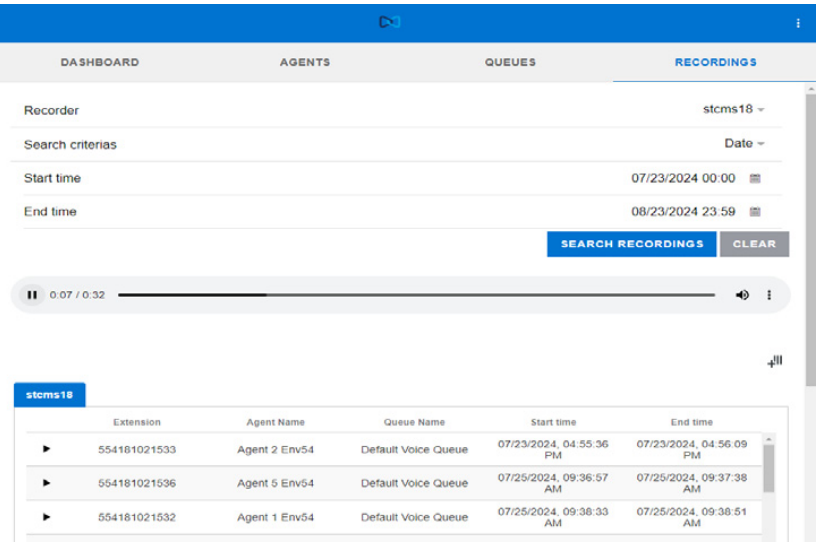 DASHBOARD AGENTS QUEUES RECORDINGS
Recorder stcms18
Search criterias Date
Start time 07/23/2024 00:00
End time 08/23/2024 23:59
SEARCH RECORDINGS CLEAR
0:07 / 0:32
stcms18
Extension Agent Name Queue Name Start time End time
554181021533 Agent 2 Env54 Default Voice Queue 07/23/2024, 04:55:36 PM 07/23/2024, 04:56:09 PM
554181021536 Agent 5 Env54 Default Voice Queue 07/25/2024, 09:36:57 AM 07/25/2024, 09:37:38 AM
554181021532 Agent 1 Env54 Default Voice Queue 07/25/2024, 09:38:33 AM 07/25/2024, 09:38:51 AM